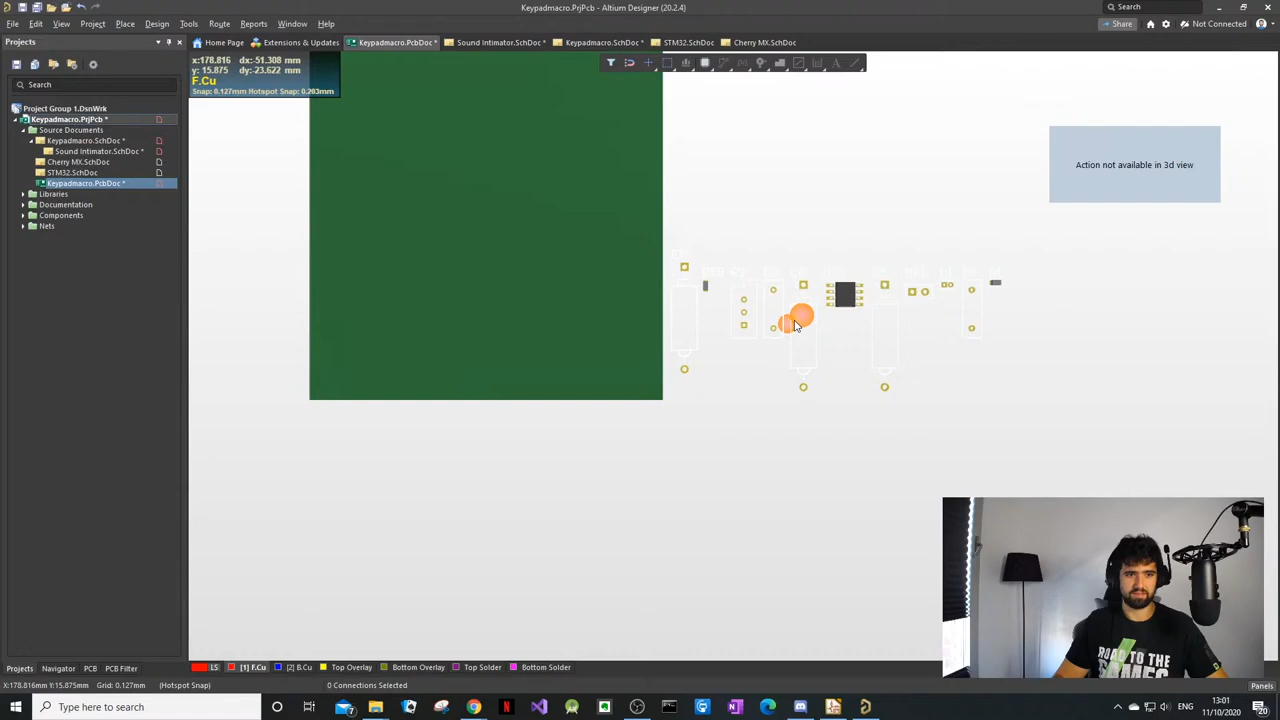 Keypadmacro.PrjPcb - Altium Designer (20.2.4)
Search
File Edit View Project Place Design Tools Route Reports Window Help
Share
Not Connected
Projects
Home Page
Extensions & Updates
Keypadmacro.PcbDoc *
Sound Intimator.SchDoc *
Keypadmacro.SchDoc *
STM32.SchDoc
Cherry MX.SchDoc
x:178.816 dx:-51.308 mm
y: 15.875 dy:-23.622 mm
F.Cu
Snap: 0.127mm Hotspot Snap: 0.203mm
Search
Project Group 1.DsnWrk
Keypadmacro.PrjPcb *
Source Documents
Keypadmacro.SchDoc *
Sound Intimator.SchDoc *
Cherry MX.SchDoc
STM32.SchDoc
Keypadmacro.PcbDoc *
Libraries
Documentation
Components
Nets
Action not available in 3d view
ROAD TO THE
Projects Navigator PCB PCB Filter
LS [1] F.Cu [2] B.Cu Top Overlay Bottom Overlay Top Solder Bottom Solder
X:178.816mm Y:15.875mm Grid: 0.127mm (Hotspot Snap)
0 Connections Selected
Panels
Type here to search
ENG
13:01
11/10/2020